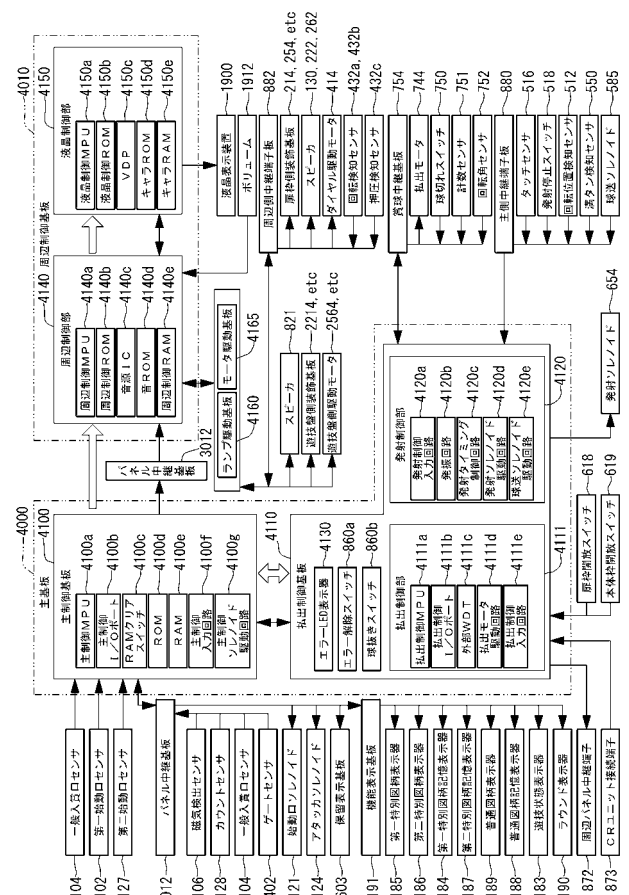 4000
主基板
4100
主制御基板
主制御MPU
4100a
主制御
I/Oポート
4100b
RAMクリア
スイッチ
4100c
ROM
4100d
RAM
4100e
主制御
入力回路
4100f
主制御
ソレノイド
駆動回路
4100g
4110
払出制御基板
エラーLED表示器
4130
エラー解除スイッチ
860a
球抜きスイッチ
860b
4111
払出制御部
払出制御MPU
4111a
払出制御
I/Oポート
4111b
外部WDT
4111c
払出モータ
駆動回路
4111d
払出制御
入力回路
4111e
4120
発射制御部
発射制御
入力回路
4120a
発振回路
4120b
発射タイミング
制御回路
4120c
発射ソレノイド
駆動回路
4120d
球送ソレノイド
駆動回路
4120e
4010
周辺制御基板
4140
周辺制御部
周辺制御MPU
4140a
周辺制御ROM
4140b
音源IC
4140c
音ROM
4140d
周辺制御RAM
4140e
4150
液晶制御部
液晶制御MPU
4150a
液晶制御ROM
4150b
VDP
4150c
キャラROM
4150d
キャラRAM
4150e
パネル中継基板
3012
ランプ駆動基板
4160
モータ駆動基板
4165
スピーカ
821
遊技盤側装飾基板
2214, etc
遊技盤側駆動モータ
2564, etc
液晶表示装置
1900
ボリューム
1912
周辺側中継端子板
882
扉枠側装飾基板
214, 254, etc
スピーカ
130, 222, 262
ダイヤル駆動モータ
414
回転検知センサ
432a, 432b
押圧検知センサ
432c
賞球中継基板
754
払出モータ
744
球切れスイッチ
750
計数センサ
751
回転角センサ
752
主側中継端子板
880
タッチセンサ
516
発射停止スイッチ
518
回転位置検知センサ
512
満タン検知センサ
550
球送ソレノイド
585
発射ソレノイド
654
扉枠開放スイッチ
618
本体枠開放スイッチ
619
一般入賞口センサ
第一始動口センサ
第二始動口センサ
パネル中継基板
磁気検出センサ
カウントセンサ
一般入賞口センサ
ゲートセンサ
始動口ソレノイド
アタッカソレノイド
保留表示基板
機能表示基板
第一特別図柄表示器
第二特別図柄表示器
第一特別図柄記憶表示器
第二特別図柄記憶表示器
普通図柄表示器
普通図柄記憶表示器
遊技状態表示器
ラウンド表示器
周辺パネル中継端子
872
CRユニット接続端子
873